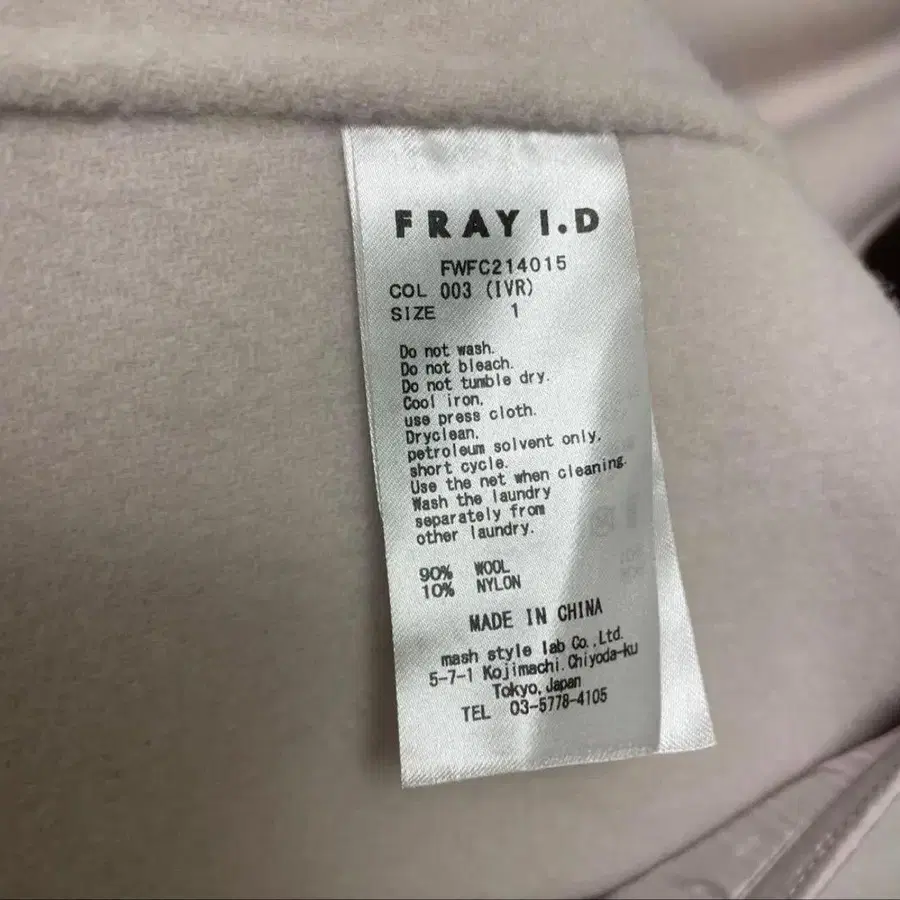 FRAY I.D
FWFC214015
COL 003 (IVR)
SIZE 1
Do not wash.
Do not bleach.
Do not tumble dry.
Cool iron,
use press cloth.
Dryclean,
petroleum solvent only,
short cycle.
Use the net when cleaning.
Wash the laundry
separately from
other laundry.
90% WOOL
10% NYLON
MADE IN CHINA
mash style lab Co.,Ltd.
5-7-1 Kojimachi.Chiyoda-ku
Tokyo,Japan
TEL 03-5778-4105